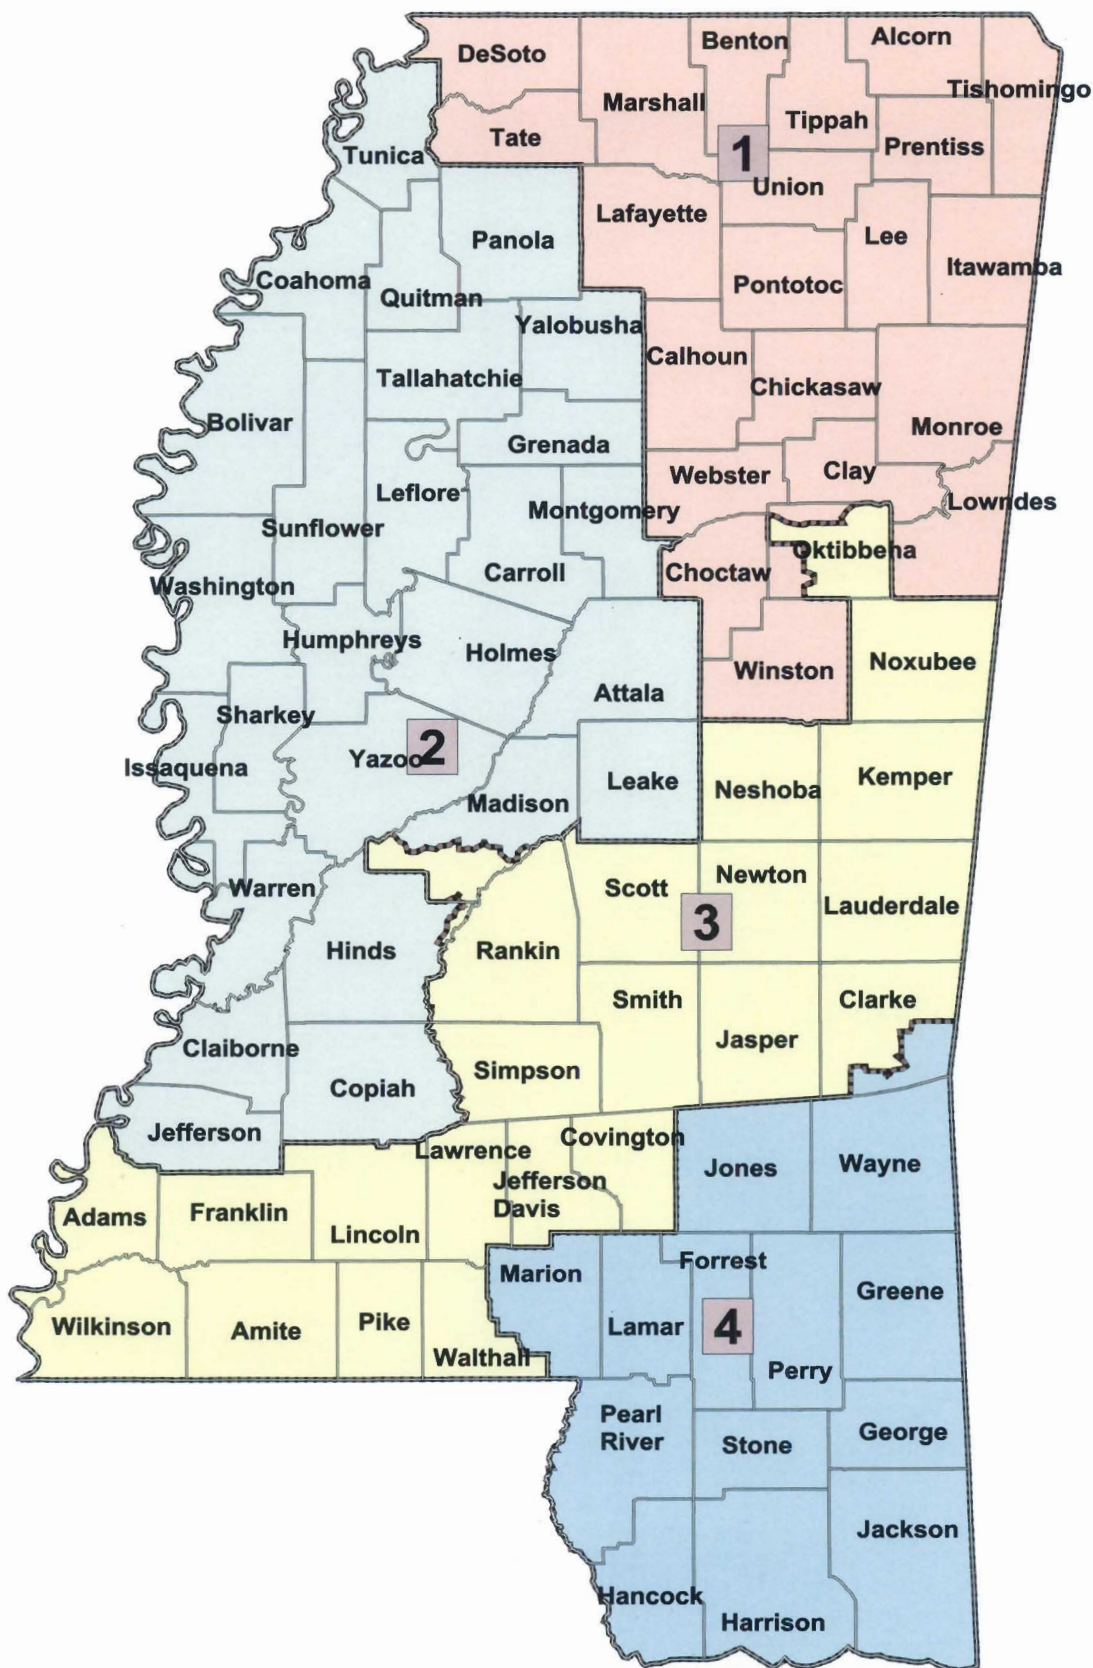 DeSoto
Benton
Alcorn
Marshall
Tishomingo
Tippah
Tate
Prentiss
1
Tunica
Union
Lafayette
Lee
Panola
Itawamba
Coahoma
Pontotoc
Quitman
Yalobusha
Calhoun
Tallahatchie
Chickasaw
Bolivar
Monroe
Grenada
Webster
Clay
Leflore
Montgomery
Lowndes
Sunflower
Oktibbeha
Washington
Carroll
Choctaw
Humphreys
Holmes
Noxubee
Winston
Attala
Sharkey
2
Yazoo
Issaquena
Leake
Kemper
Neshoba
Madison
Newton
Warren
Scott
Lauderdale
3
Hinds
Rankin
Smith
Clarke
Jasper
Claiborne
Simpson
Copiah
Jefferson
Covington
Lawrence
Jones
Wayne
Jefferson
Davis
Adams
Franklin
Lincoln
Forrest
Marion
Greene
Wilkinson
Amite
Pike
Lamar
4
Walthall
Perry
Pearl
River
Stone
George
Jackson
Hancock
Harrison